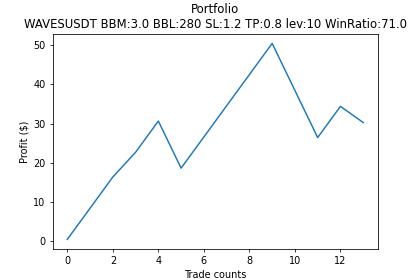 Portfolio
WAVESUSDT BBM:3.0 BBL:280 SL:1.2 TP:0.8 lev:10 WinRatio:71.0
50
40
30
20
10
0
Profit ($)
0 2 4 6 8 10 12
Trade counts